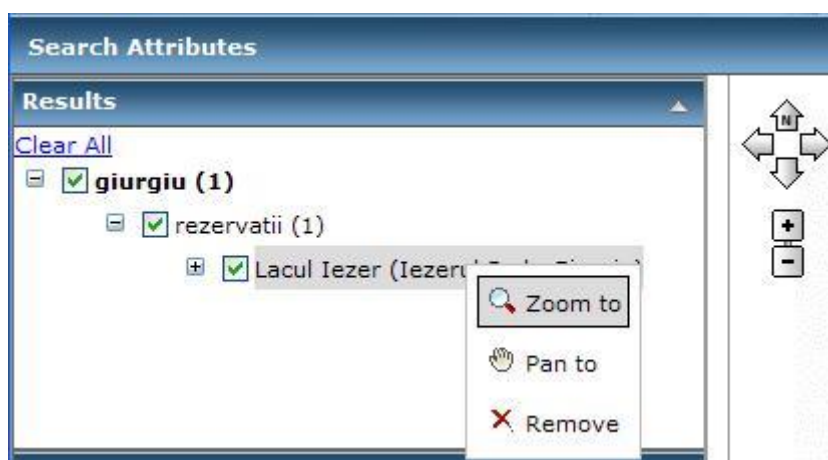 Search Attributes
Results
Clear All
giurgiu (1)
rezervatii (1)
Lacul Iezer
Zoom to
Pan to
Remove
N
+
-